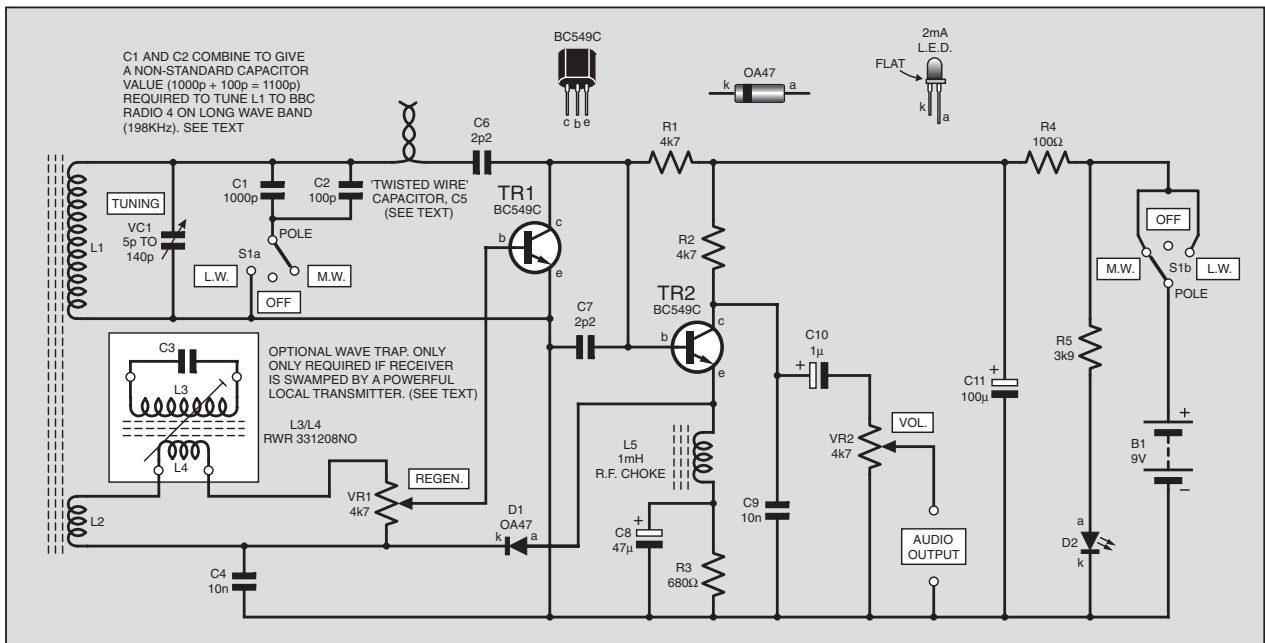 C1 AND C2 COMBINE TO GIVE
A NON-STANDARD CAPACITOR
VALUE (1000p + 100p = 1100p)
REQUIRED TO TUNE L1 TO BBC
RADIO 4 ON LONG WAVE BAND
(198KHz). SEE TEXT
BC549C
c b e
OA47
k
a
2mA
L.E.D.
FLAT
k
a
C6
2p2
R1
4k7
R4
100Ω
TUNING
VC1
5p TO
140p
L1
C1
1000p
C2
100p
'TWISTED WIRE'
CAPACITOR, C5
(SEE TEXT)
TR1
BC549C
c
b
e
POLE
S1a
L.W.
M.W.
OFF
R2
4k7
OFF
M.W.
S1b
L.W.
POLE
C7
2p2
TR2
BC549C
c
b
e
C10
1µ
+
R5
3k9
C3
L3
L4
OPTIONAL WAVE TRAP. ONLY
ONLY REQUIRED IF RECEIVER
IS SWAMPED BY A POWERFUL
LOCAL TRANSMITTER. (SEE TEXT)
L3/L4
RWR 331208NO
C11
100µ
+
VOL.
VR2
4k7
L5
1mH
R.F. CHOKE
B1
9V
+
−
REGEN.
VR1
4k7
L2
D1
OA47
k
a
C8
47µ
+
C9
10n
AUDIO
OUTPUT
a
D2
k
C4
10n
R3
680Ω